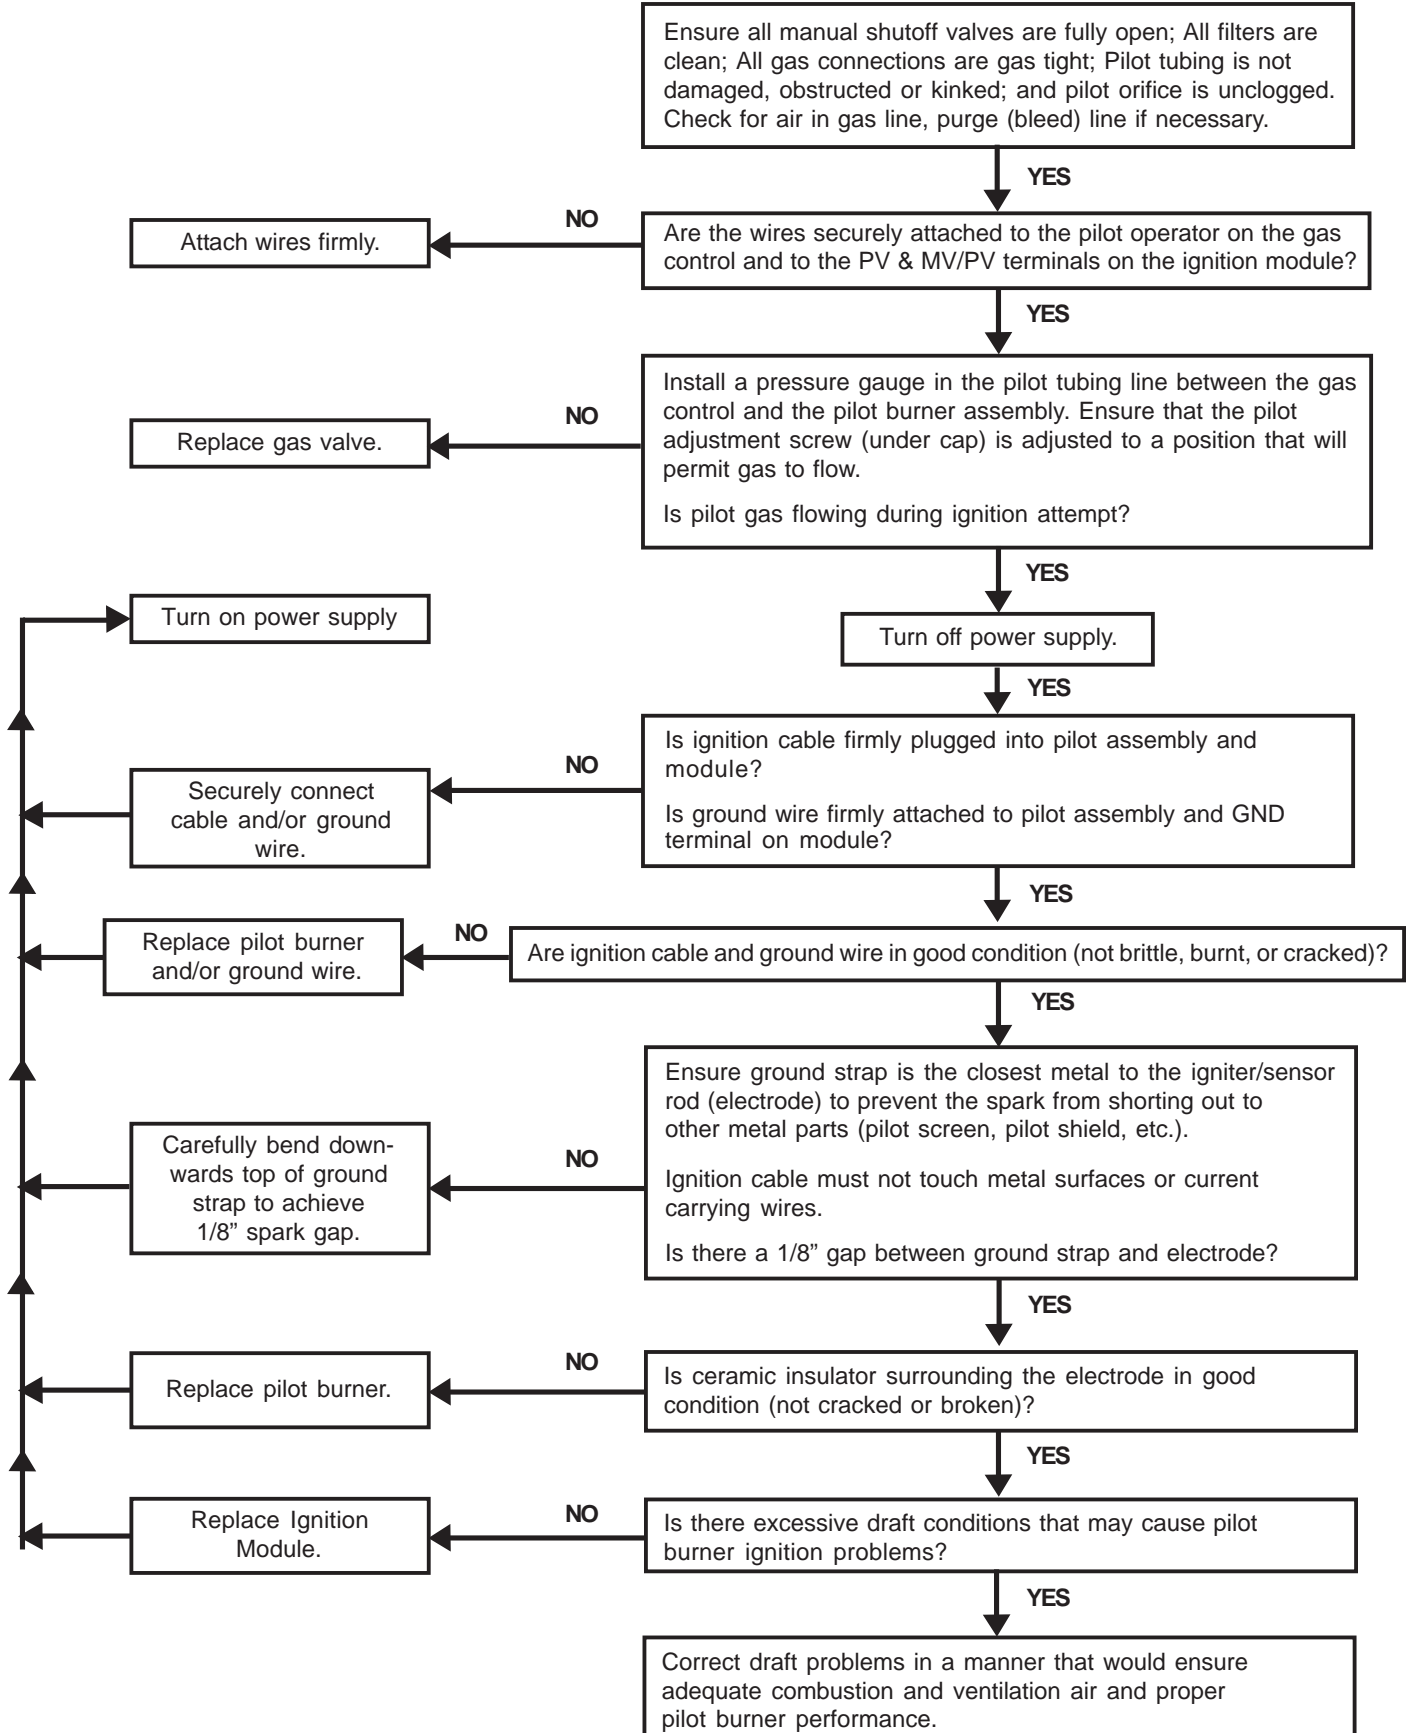 Ensure all manual shutoff valves are fully open; All filters are
clean; All gas connections are gas tight; Pilot tubing is not
damaged, obstructed or kinked; and pilot orifice is unclogged.
Check for air in gas line, purge (bleed) line if necessary.
YES
NO
Attach wires firmly.
Are the wires securely attached to the pilot operator on the gas
control and to the PV & MV/PV terminals on the ignition module?
YES
Install a pressure gauge in the pilot tubing line between the gas
control and the pilot burner assembly. Ensure that the pilot
adjustment screw (under cap) is adjusted to a position that will
permit gas to flow.
Is pilot gas flowing during ignition attempt?
NO
Replace gas valve.
YES
Turn on power supply
Turn off power supply.
YES
Is ignition cable firmly plugged into pilot assembly and
module?
Is ground wire firmly attached to pilot assembly and GND
terminal on module?
NO
Securely connect
cable and/or ground
wire.
YES
Replace pilot burner
and/or ground wire.
NO
Are ignition cable and ground wire in good condition (not brittle, burnt, or cracked)?
YES
Ensure ground strap is the closest metal to the igniter/sensor
rod (electrode) to prevent the spark from shorting out to
other metal parts (pilot screen, pilot shield, etc.).
Ignition cable must not touch metal surfaces or current
carrying wires.
Is there a 1/8” gap between ground strap and electrode?
NO
Carefully bend down-
wards top of ground
strap to achieve
1/8” spark gap.
YES
NO
Replace pilot burner.
Is ceramic insulator surrounding the electrode in good
condition (not cracked or broken)?
YES
NO
Replace Ignition
Module.
Is there excessive draft conditions that may cause pilot
burner ignition problems?
YES
Correct draft problems in a manner that would ensure
adequate combustion and ventilation air and proper
pilot burner performance.